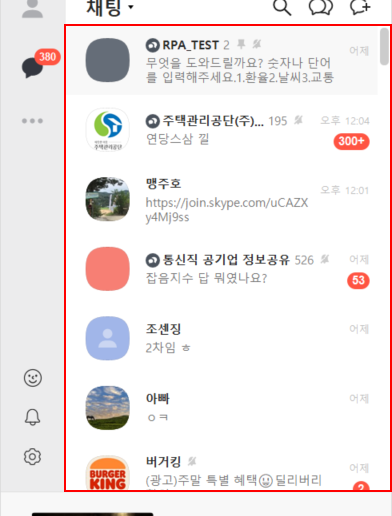 채팅
380
RPA_TEST 2
어제
무엇을 도와드릴까요? 숫자나 단어
를 입력해주세요.1.환율2.날씨3.교통
주택관리공단(주)... 195
오후 12:04
연당스삼 낄
300+
주택관리공단
맹주호
오후 12:01
https://join.skype.com/uCAZX
y4Mj9ss
통신직 공기업 정보공유 526
어제
잡음지수 답 뭐였나요?
53
조센징
어제
2차임 ㅎ
아빠
어제
ㅇㅋ
버거킹
어제
(광고)주말 특별 혜택 딜리버리
2
BURGER
KING